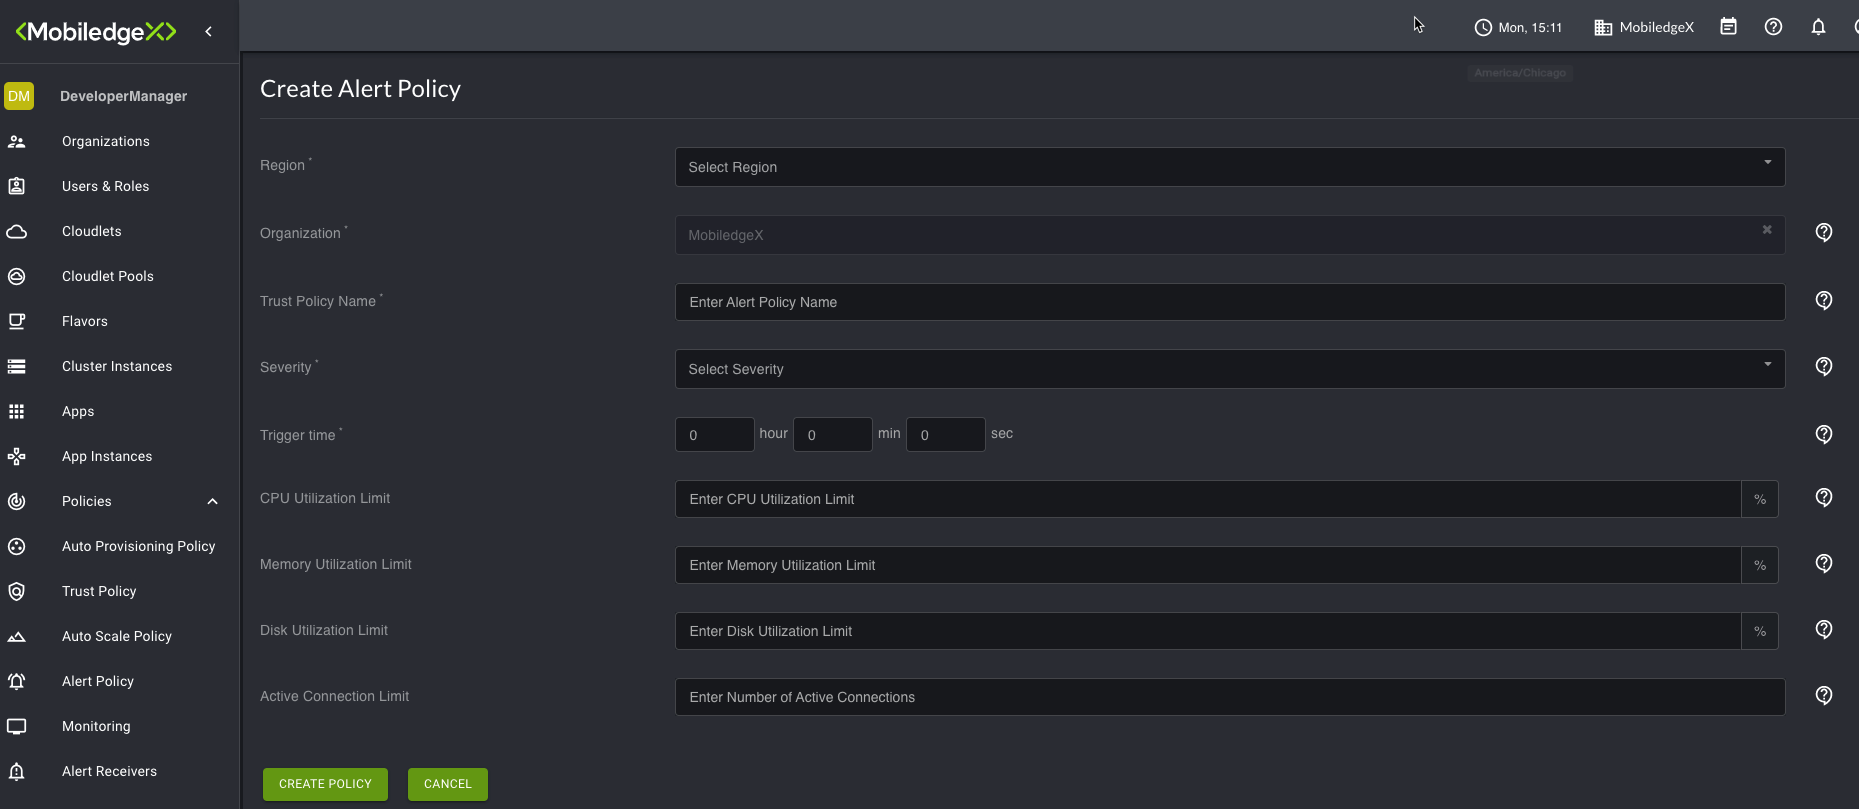 <MobiledgeX>
Mon, 15:11
MobiledgeX
America/Chicago
DM DeveloperManager
Organizations
Users & Roles
Cloudlets
Cloudlet Pools
Flavors
Cluster Instances
Apps
App Instances
Policies
Auto Provisioning Policy
Trust Policy
Auto Scale Policy
Alert Policy
Monitoring
Alert Receivers
Create Alert Policy
Region * Select Region
Organization * MobiledgeX
Trust Policy Name * Enter Alert Policy Name
Severity * Select Severity
Trigger time * 0 hour 0 min 0 sec
CPU Utilization Limit Enter CPU Utilization Limit %
Memory Utilization Limit Enter Memory Utilization Limit %
Disk Utilization Limit Enter Disk Utilization Limit %
Active Connection Limit Enter Number of Active Connections
CREATE POLICY CANCEL